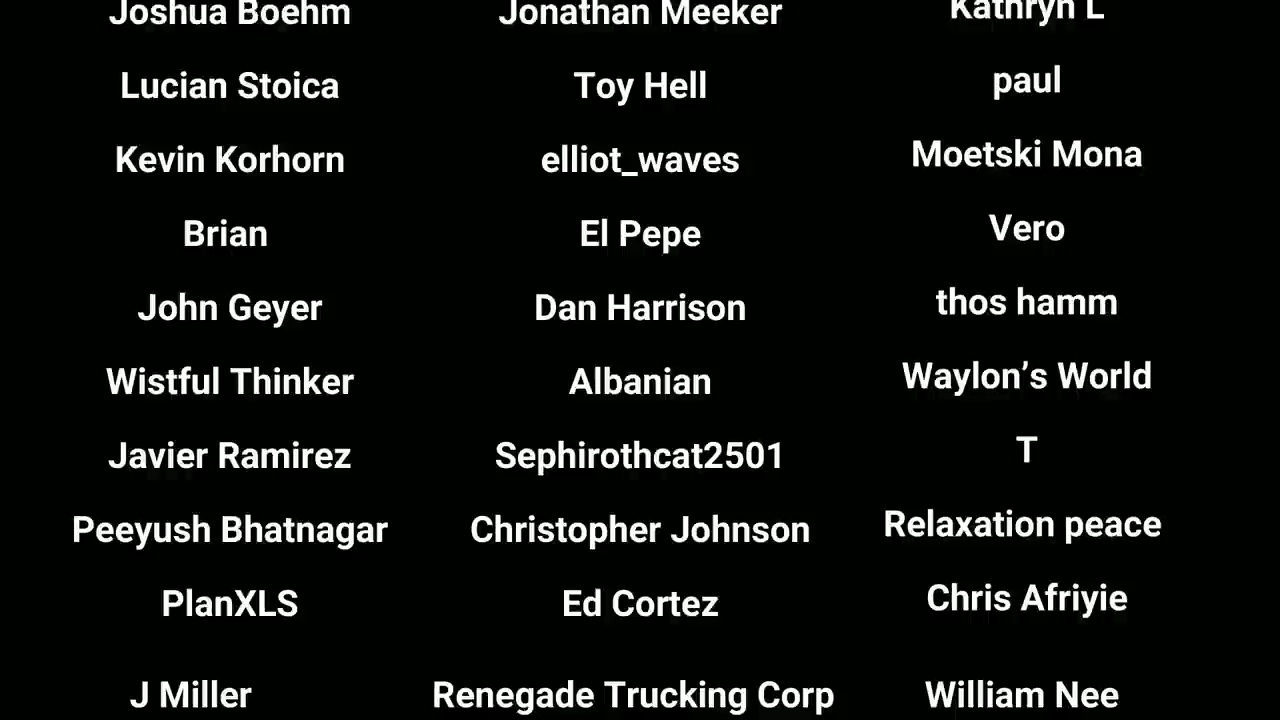 Joshua Boehm
Jonathan Meeker
Kathryn L
Lucian Stoica
Toy Hell
paul
Kevin Korhorn
elliot_waves
Moetski Mona
Brian
El Pepe
Vero
John Geyer
Dan Harrison
thos hamm
Wistful Thinker
Albanian
Waylon’s World
Javier Ramirez
Sephirothcat2501
T
Peeyush Bhatnagar
Christopher Johnson
Relaxation peace
PlanXLS
Ed Cortez
Chris Afriyie
J Miller
Renegade Trucking Corp
William Nee